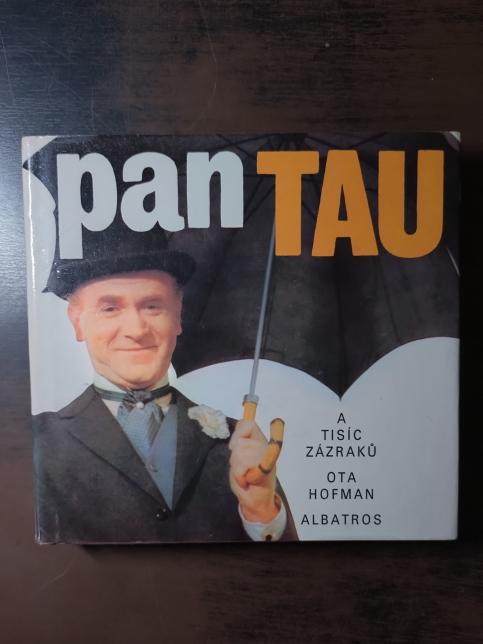 pan TAU
A
TISÍC
ZÁZRAKŮ
OTA
HOFMAN
ALBATROS